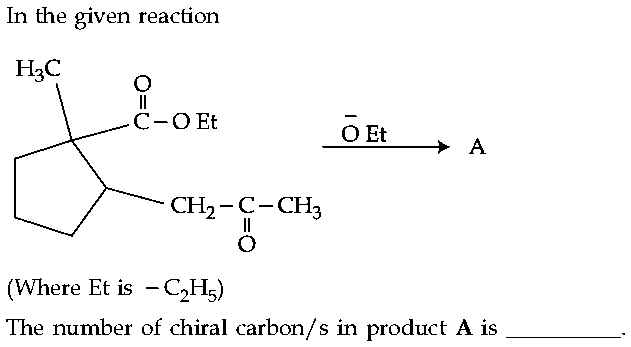 In the given reaction
H₃C
O
C–O Et
Ō Et
A
CH₂–C–CH₃
O
(Where Et is –C₂H₅)
The number of chiral carbon/s in product A is ________.